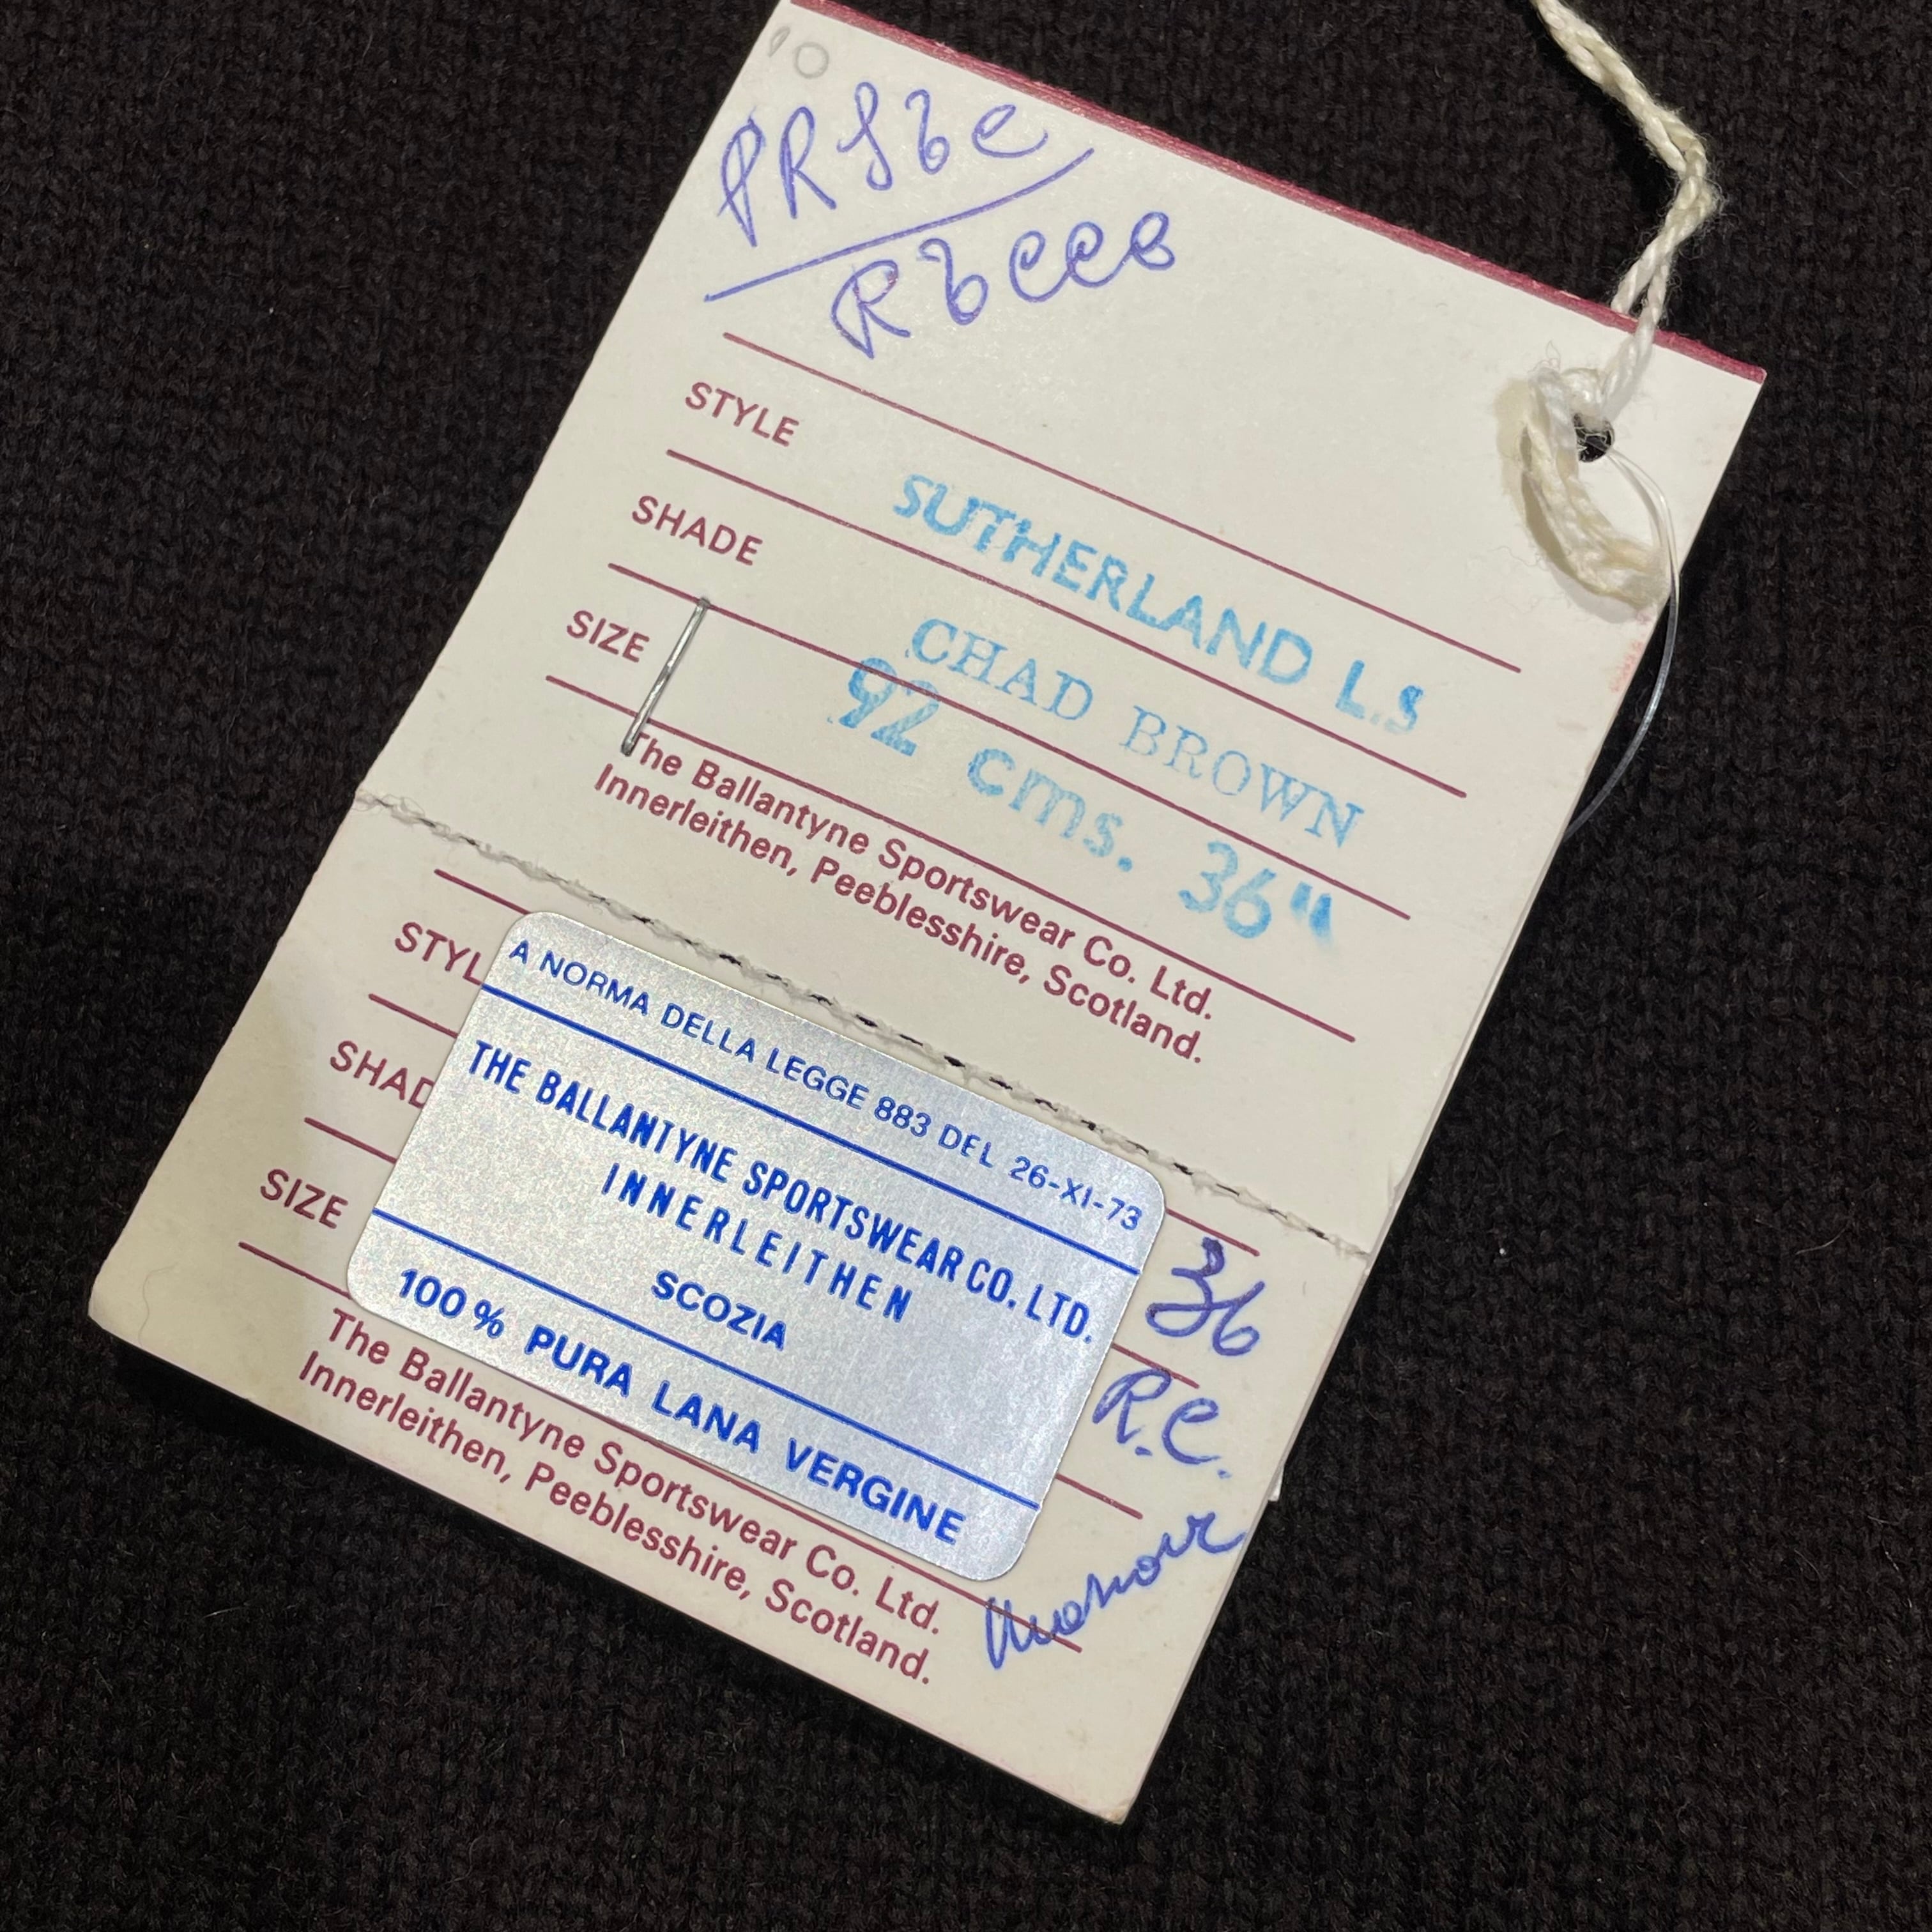 10
STYLE SUTHERLAND L.S
SHADE CHAD BROWN
SIZE 92 cms. 36"
The Ballantyne Sportswear Co. Ltd.
Innerleithen, Peeblesshire, Scotland.
STYL
SHAD
SIZE
A NORMA DELLA LEGGE 883 DEL 26-XI-73
THE BALLANTYNE SPORTSWEAR CO. LTD.
INNERLEITHEN
SCOZIA
100% PURA LANA VERGINE
36
R.C.
The Ballantyne Sportswear Co. Ltd.
Innerleithen, Peeblesshire, Scotland.